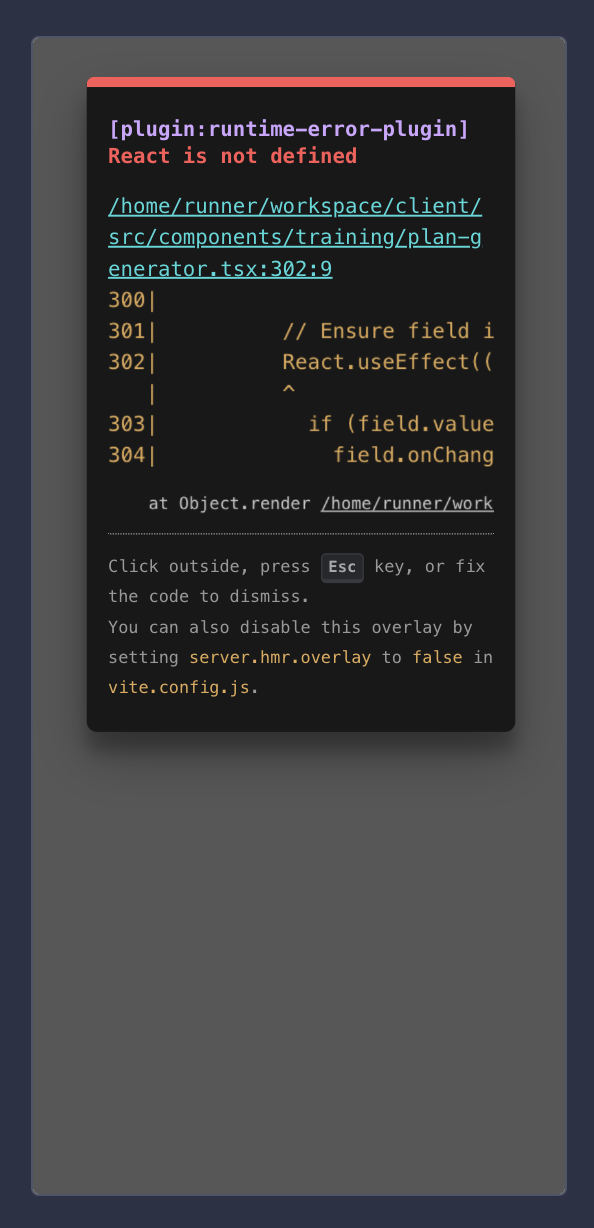 [plugin:runtime-error-plugin]
React is not defined
/home/runner/workspace/client/
src/components/training/plan-g
enerator.tsx:302:9
300|
301|          // Ensure field i
302|          React.useEffect((
   |          ^
303|            if (field.value
304|              field.onChang
    at Object.render /home/runner/work
Click outside, press Esc key, or fix
the code to dismiss.
You can also disable this overlay by
setting server.hmr.overlay to false in
vite.config.js.